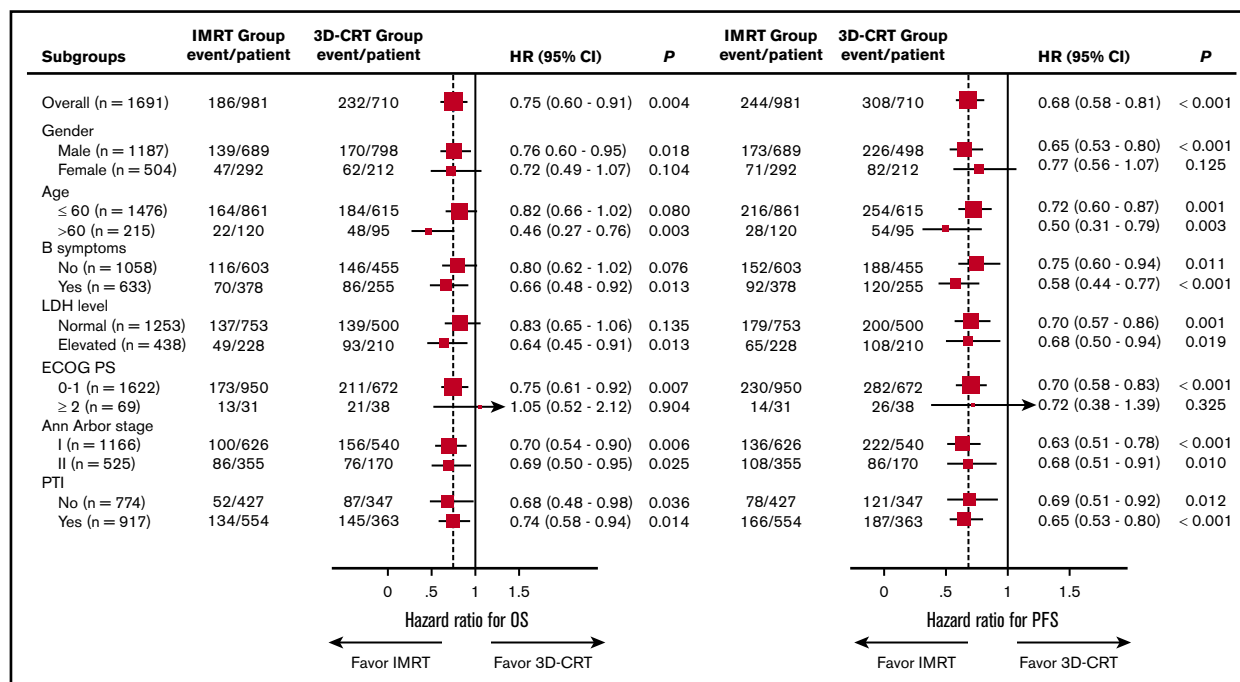 Subgroups IMRT Group event/patient 3D-CRT Group event/patient HR (95% CI) P IMRT Group event/patient 3D-CRT Group event/patient HR (95% CI) P
Overall (n = 1691) 186/981 232/710 0.75 (0.60 - 0.91) 0.004 244/981 308/710 0.68 (0.58 - 0.81) < 0.001
Gender
Male (n = 1187) 139/689 170/798 0.76 0.60 - 0.95) 0.018 173/689 226/498 0.65 (0.53 - 0.80) < 0.001
Female (n = 504) 47/292 62/212 0.72 (0.49 - 1.07) 0.104 71/292 82/212 0.77 (0.56 - 1.07) 0.125
Age
≤ 60 (n = 1476) 164/861 184/615 0.82 (0.66 - 1.02) 0.080 216/861 254/615 0.72 (0.60 - 0.87) 0.001
>60 (n = 215) 22/120 48/95 0.46 (0.27 - 0.76) 0.003 28/120 54/95 0.50 (0.31 - 0.79) 0.003
B symptoms
No (n = 1058) 116/603 146/455 0.80 (0.62 - 1.02) 0.076 152/603 188/455 0.75 (0.60 - 0.94) 0.011
Yes (n = 633) 70/378 86/255 0.66 (0.48 - 0.92) 0.013 92/378 120/255 0.58 (0.44 - 0.77) < 0.001
LDH level
Normal (n = 1253) 137/753 139/500 0.83 (0.65 - 1.06) 0.135 179/753 200/500 0.70 (0.57 - 0.86) 0.001
Elevated (n = 438) 49/228 93/210 0.64 (0.45 - 0.91) 0.013 65/228 108/210 0.68 (0.50 - 0.94) 0.019
ECOG PS
0-1 (n = 1622) 173/950 211/672 0.75 (0.61 - 0.92) 0.007 230/950 282/672 0.70 (0.58 - 0.83) < 0.001
≥ 2 (n = 69) 13/31 21/38 1.05 (0.52 - 2.12) 0.904 14/31 26/38 0.72 (0.38 - 1.39) 0.325
Ann Arbor stage
I (n = 1166) 100/626 156/540 0.70 (0.54 - 0.90) 0.006 136/626 222/540 0.63 (0.51 - 0.78) < 0.001
II (n = 525) 86/355 76/170 0.69 (0.50 - 0.95) 0.025 108/355 86/170 0.68 (0.51 - 0.91) 0.010
PTI
No (n = 774) 52/427 87/347 0.68 (0.48 - 0.98) 0.036 78/427 121/347 0.69 (0.51 - 0.92) 0.012
Yes (n = 917) 134/554 145/363 0.74 (0.58 - 0.94) 0.014 166/554 187/363 0.65 (0.53 - 0.80) < 0.001
0 .5 1 1.5 0 .5 1 1.5
Hazard ratio for OS Hazard ratio for PFS
Favor IMRT Favor 3D-CRT Favor IMRT Favor 3D-CRT